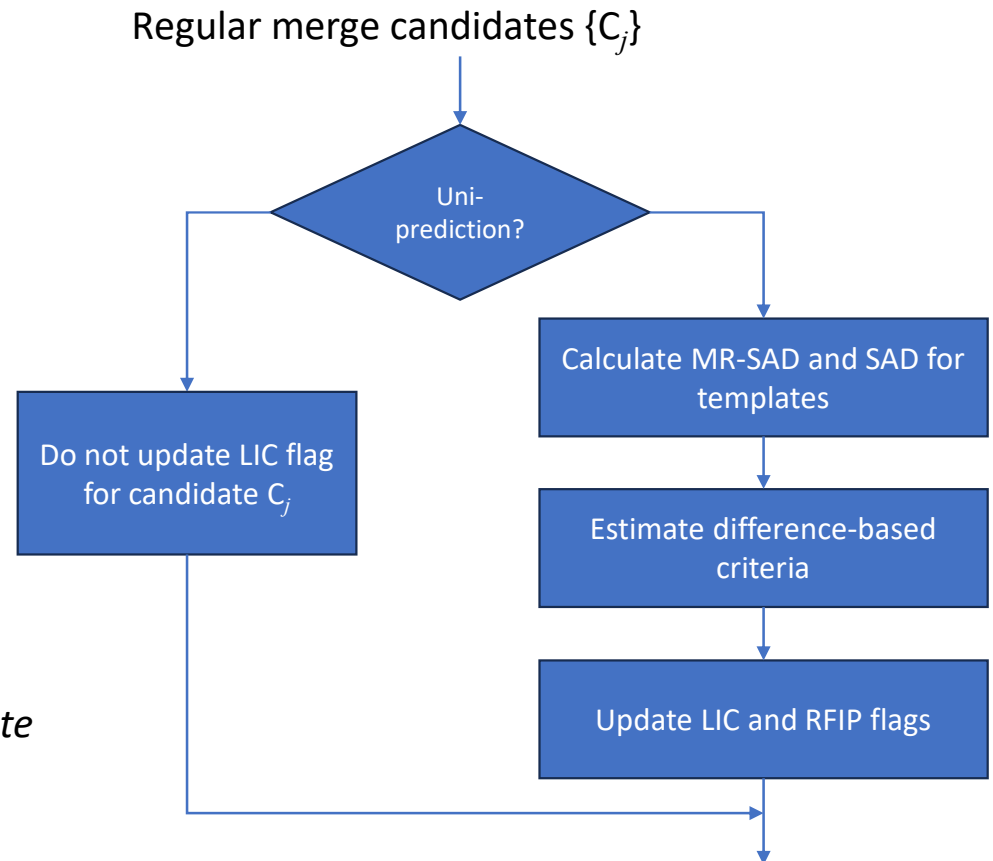 Regular merge candidates {Cj}
Uni-
prediction?
Calculate MR-SAD and SAD for
templates
Do not update LIC flag
for candidate Cj
Estimate difference-based
criteria
Update LIC and RFIP flags
te